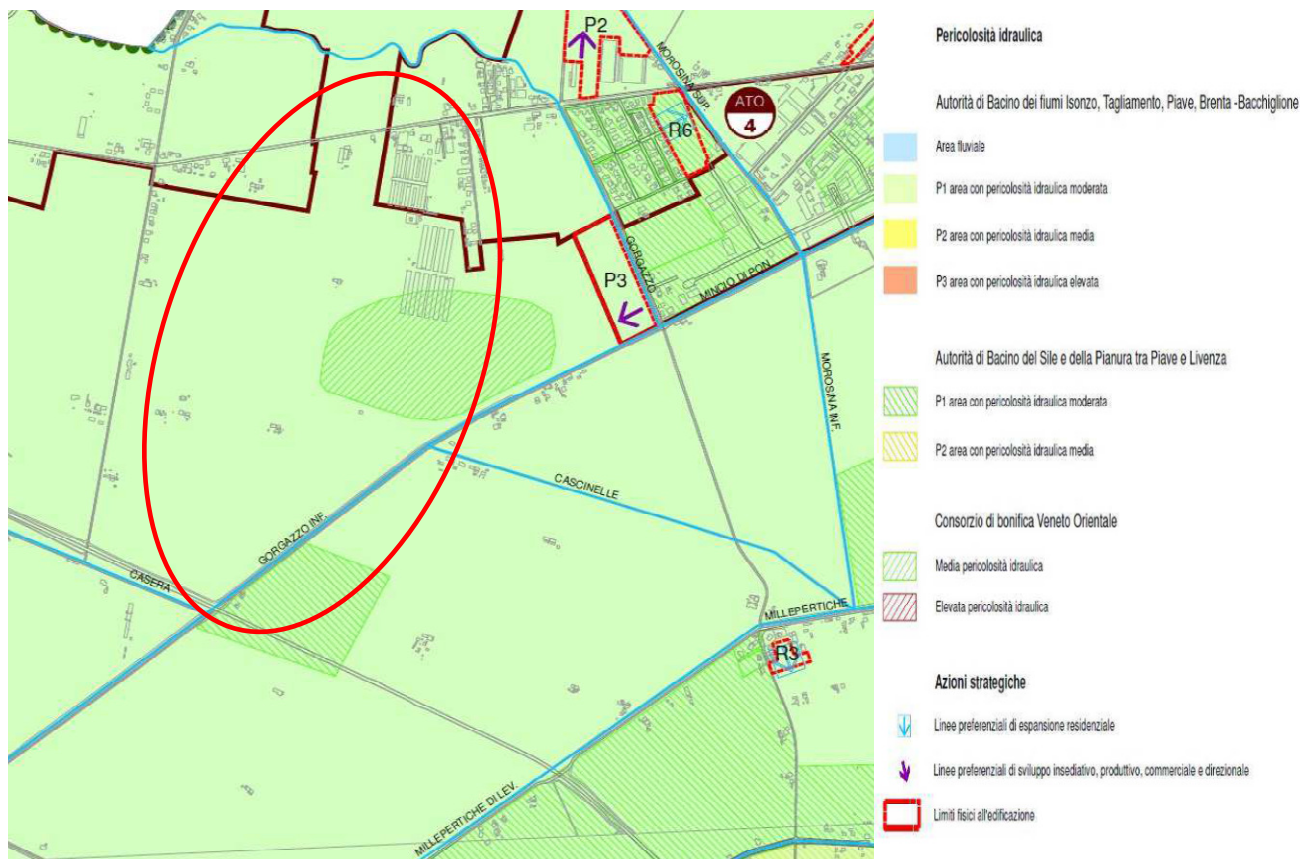 P2
MOROSINA SUP.
ATO
4
R6
GORGAZZO
P3
MINCIO DI PON
MOROSINA INF.
CASCINELLE
GORGAZZO INF.
CASERA
MILLEPERTICHE
R3
MILLEPERTICHE DI LEV.
Pericolosità idraulica
Autorità di Bacino dei fiumi Isonzo, Tagliamento, Piave, Brenta -Bacchiglione
Area fluviale
P1 area con pericolosità idraulica moderata
P2 area con pericolosità idraulica media
P3 area con pericolosità idraulica elevata
Autorità di Bacino del Sile e della Pianura tra Piave e Livenza
P1 area con pericolosità idraulica moderata
P2 area con pericolosità idraulica media
Consorzio di bonifica Veneto Orientale
Media pericolosità idraulica
Elevata pericolosità idraulica
Azioni strategiche
Linee preferenziali di espansione residenziale
Linee preferenziali di sviluppo insediativo, produttivo, commerciale e direzionale
Limiti fisici all'edificazione